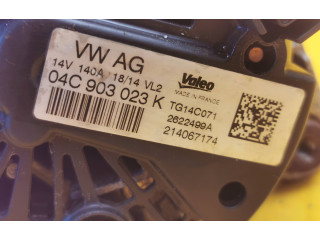 VW AG
14V 140A 18/14 VL2
04C 903 023 K
Valeo
MADE IN FRANCE
TG14C071
2622499A
214067174